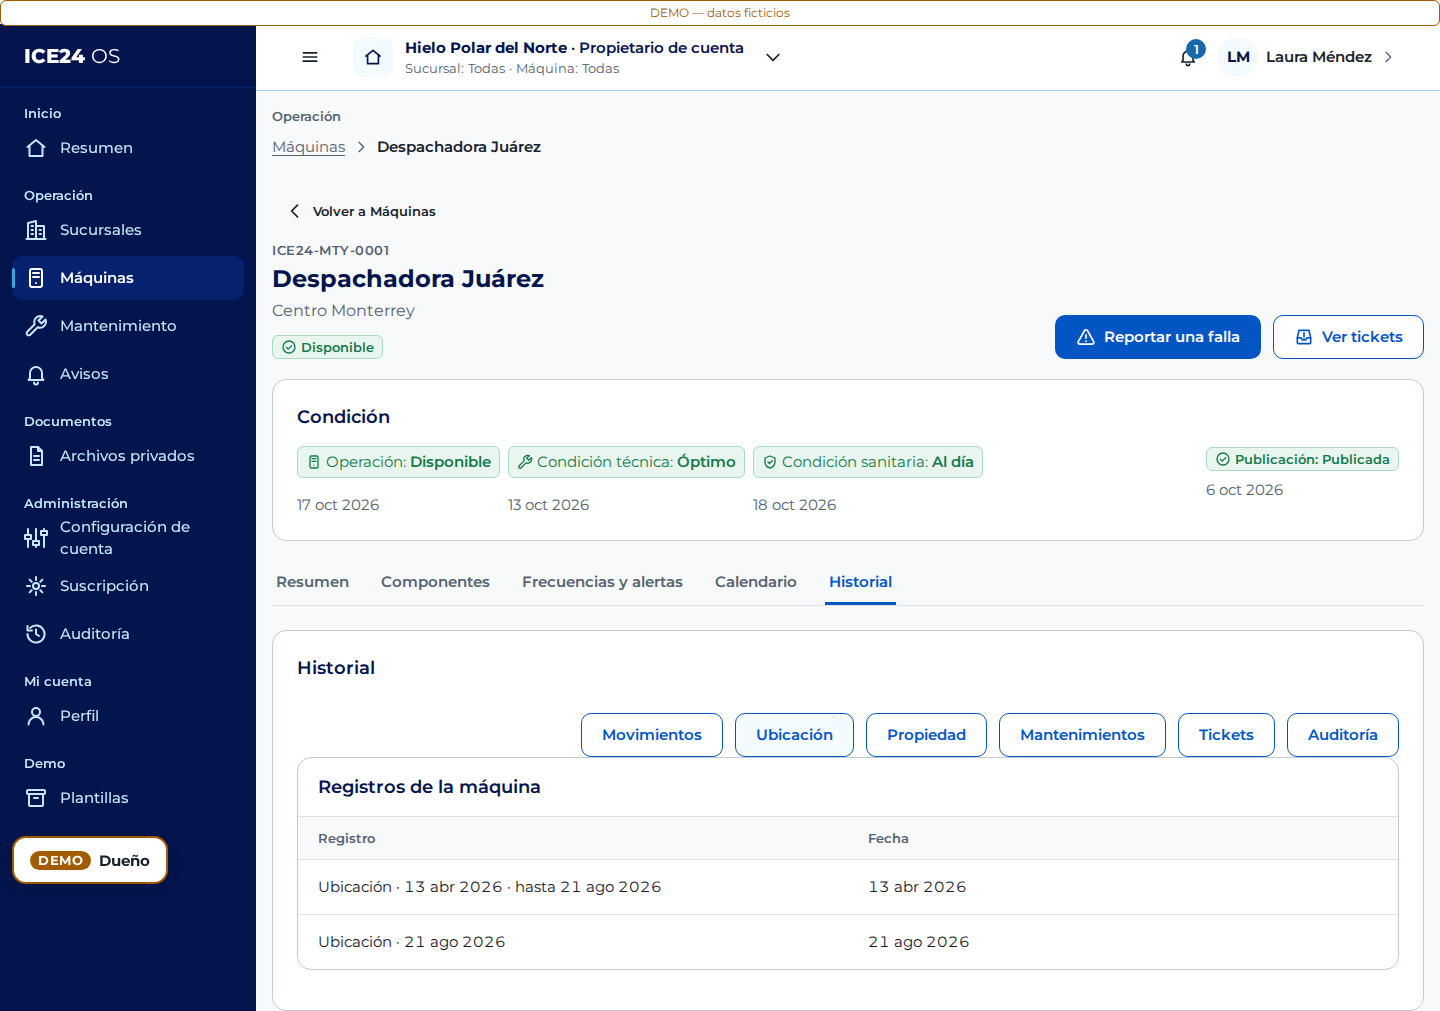 DEMO — datos ficticios
ICE24 OS
Inicio
Resumen
Operación
Sucursales
Máquinas
Mantenimiento
Avisos
Documentos
Archivos privados
Administración
Configuración de
cuenta
Suscripción
Auditoría
Mi cuenta
Perfil
Demo
Plantillas
DEMO Dueño
Hielo Polar del Norte · Propietario de cuenta
Sucursal: Todas · Máquina: Todas
1
LM Laura Méndez
Operación
Máquinas Despachadora Juárez
Volver a Máquinas
ICE24-MTY-0001
Despachadora Juárez
Centro Monterrey
Disponible
Reportar una falla
Ver tickets
Condición
Operación: Disponible
Condición técnica: Óptimo
Condición sanitaria: Al día
Publicación: Publicada
17 oct 2026
13 oct 2026
18 oct 2026
6 oct 2026
Resumen Componentes Frecuencias y alertas Calendario Historial
Historial
Movimientos Ubicación Propiedad Mantenimientos Tickets Auditoría
Registros de la máquina
Registro Fecha
Ubicación · 13 abr 2026 · hasta 21 ago 2026 13 abr 2026
Ubicación · 21 ago 2026 21 ago 2026